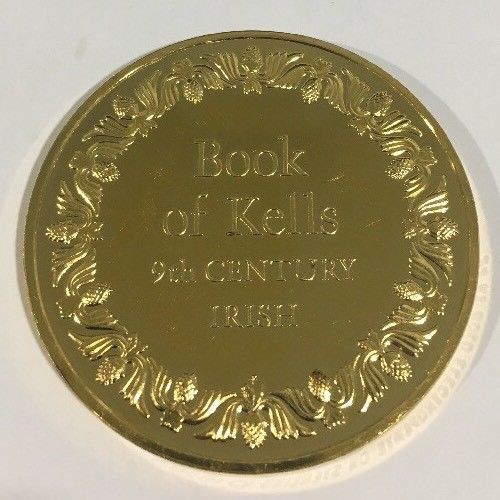 Book
of Kells
9th CENTURY
IRISH